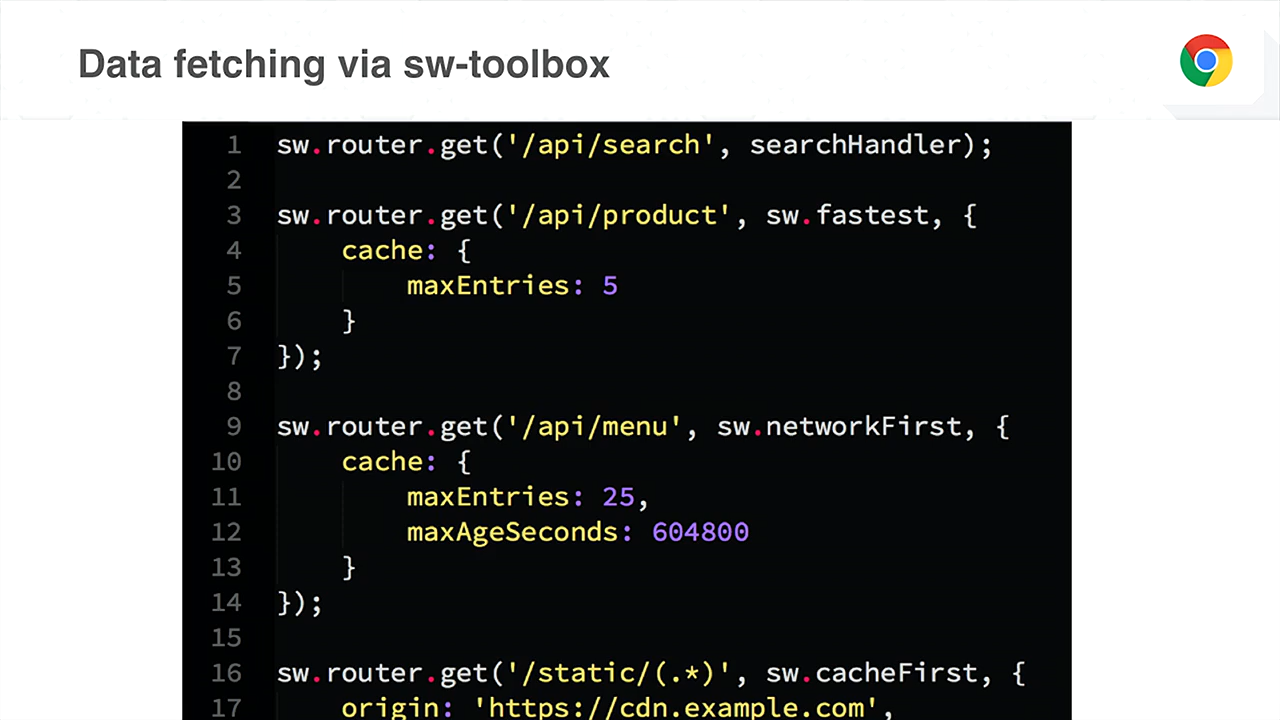 Data fetching via sw-toolbox
1 sw.router.get('/api/search', searchHandler);
2
3 sw.router.get('/api/product', sw.fastest, {
4     cache: {
5         maxEntries: 5
6     }
7 });
8
9 sw.router.get('/api/menu', sw.networkFirst, {
10     cache: {
11         maxEntries: 25,
12         maxAgeSeconds: 604800
13     }
14 });
15
16 sw.router.get('/static/(.*)', sw.cacheFirst, {
17     origin: 'https://cdn.example.com',